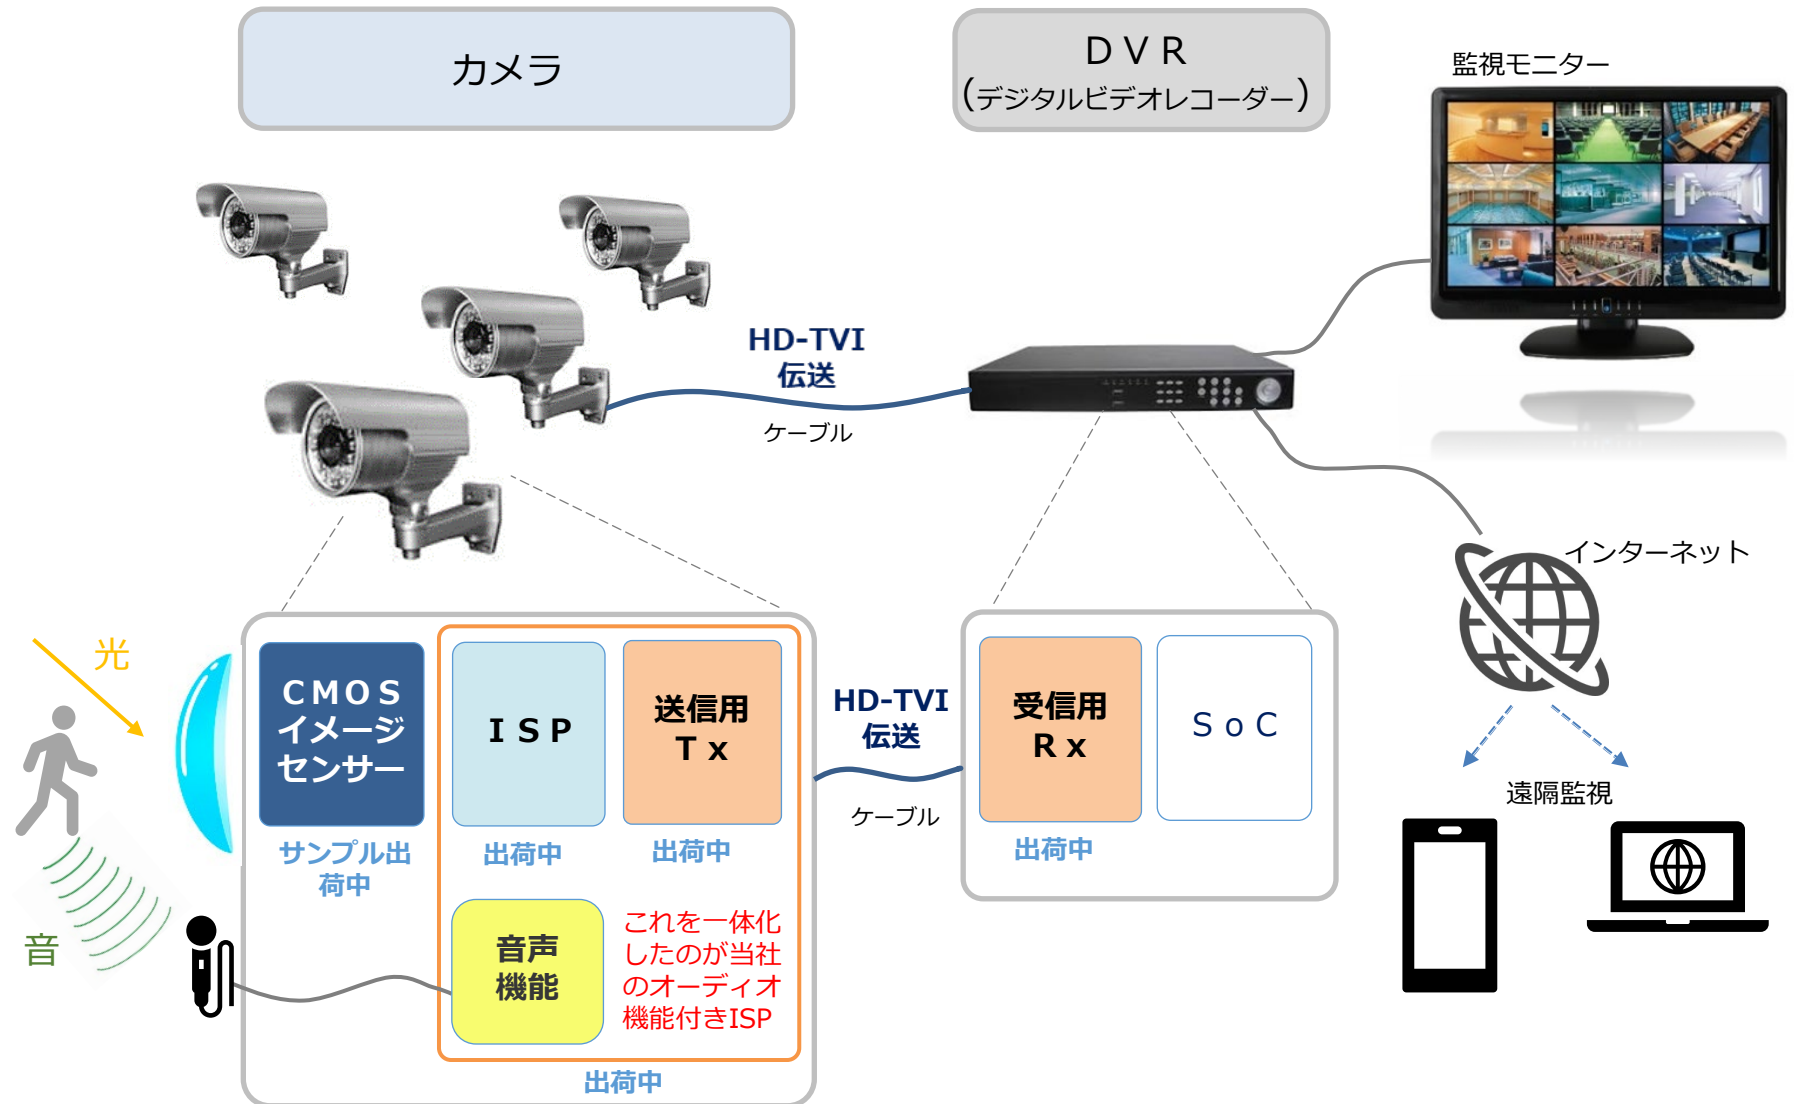 カメラ
ＤＶＲ
(デジタルビデオレコーダー)
監視モニター
HD-TVI
伝送
ケーブル
インターネット
光
ＣＭＯＳ
イメージ
センサー
ＩＳＰ
送信用
Ｔｘ
HD-TVI
伝送
受信用
Ｒｘ
ＳｏＣ
遠隔監視
ケーブル
サンプル出
荷中
出荷中
出荷中
出荷中
音
音声
機能
これを一体化
したのが当社
のオーディオ
機能付きISP
出荷中